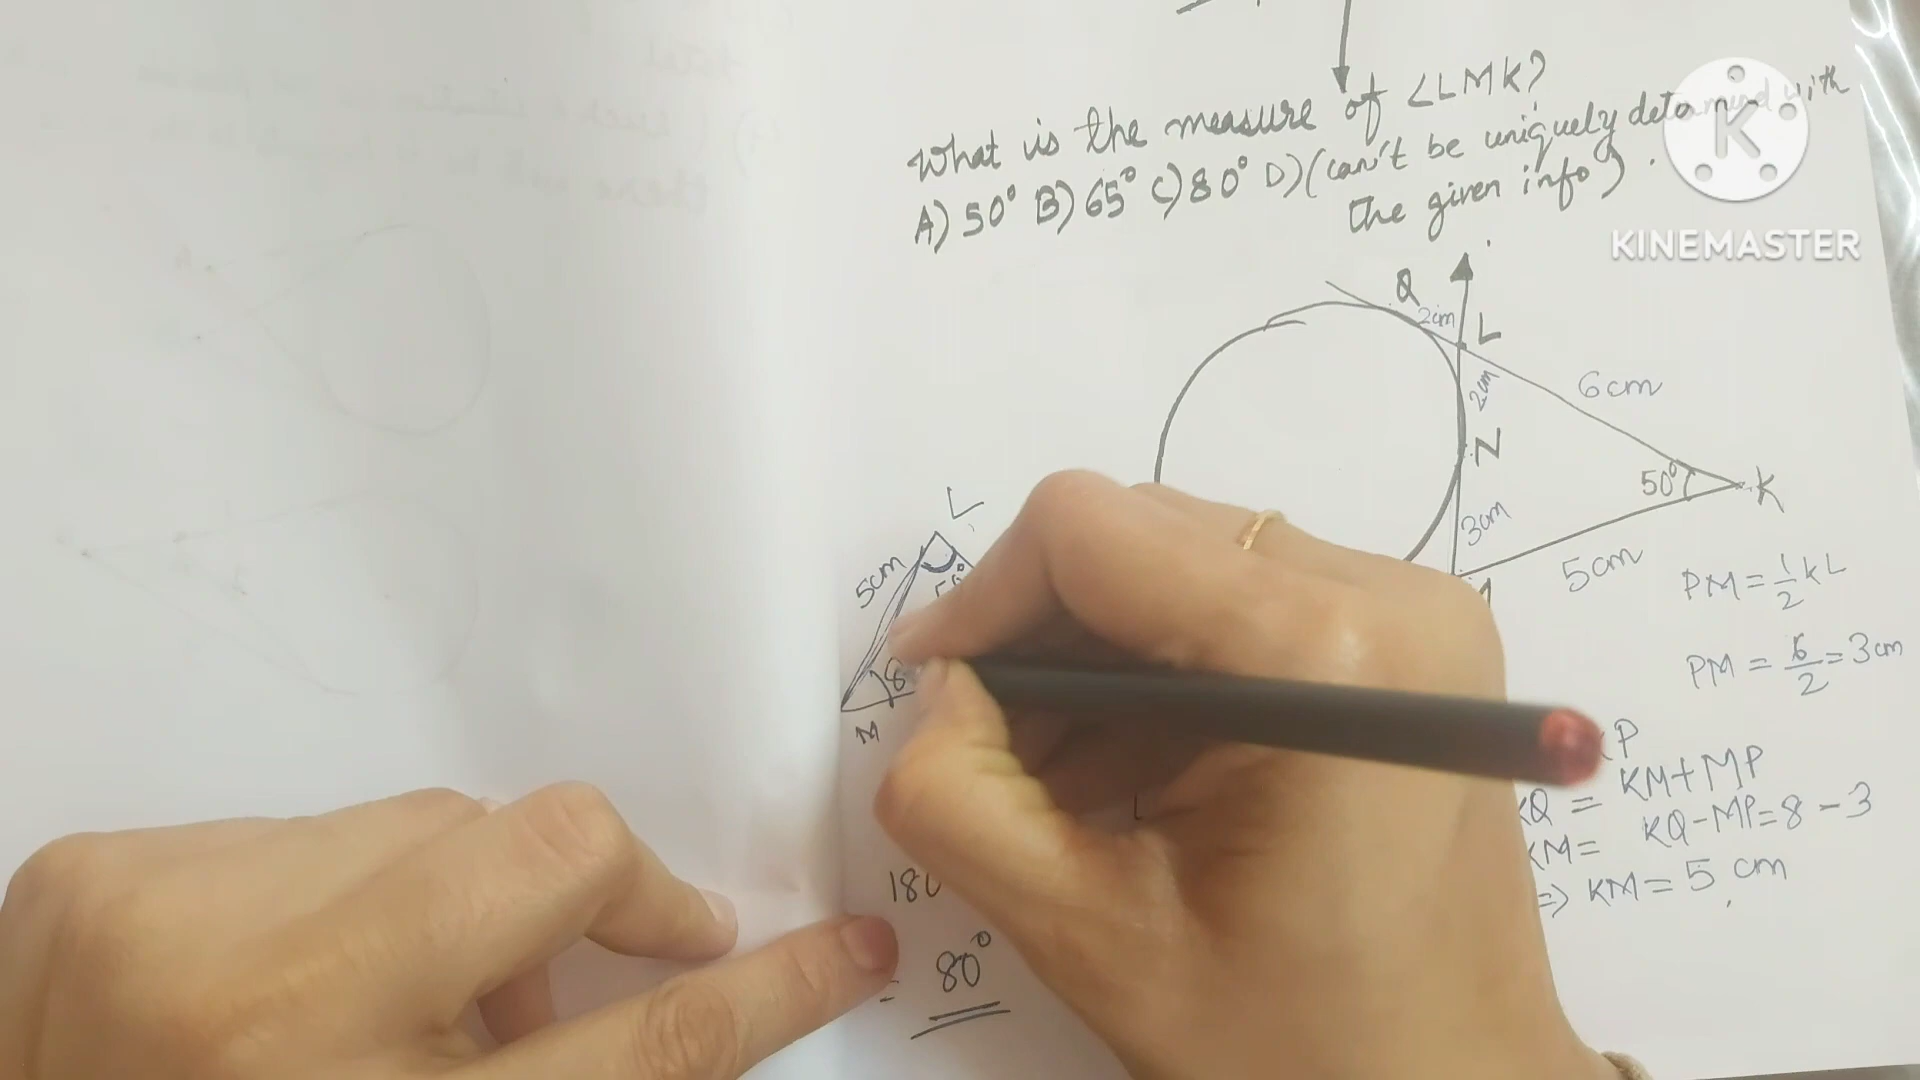 What is the measure of ∠LMK?
A) 50° B) 65° C) 80° D) (can't be uniquely determined with
the given info).
K
KINEMASTER
Q
2cm
L
2cm
6cm
N
50°
K
3cm
5cm
L
5cm
M
8
PM = 1/2 KL
PM = 6/2 = 3cm
P
KQ = KM + MP
KM = KQ - MP = 8 - 3
⇒ KM = 5 cm
180
= 80°